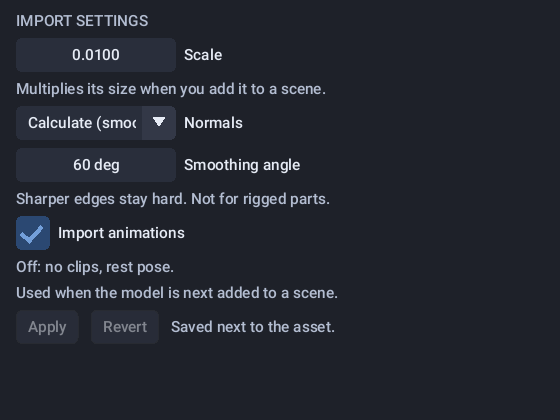 IMPORT SETTINGS
0.0100 Scale
Multiplies its size when you add it to a scene.
Calculate (smoo Normals
60 deg Smoothing angle
Sharper edges stay hard. Not for rigged parts.
Import animations
Off: no clips, rest pose.
Used when the model is next added to a scene.
Apply Revert Saved next to the asset.